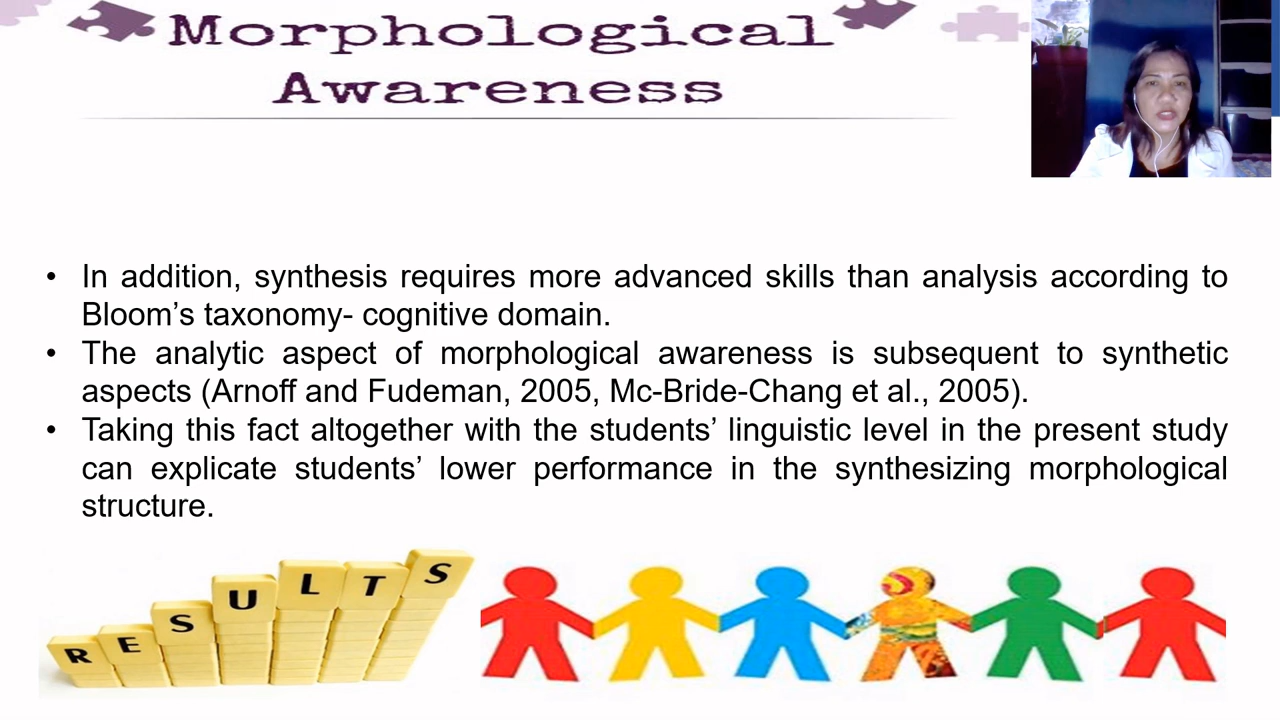 Morphological
Awareness
• In addition, synthesis requires more advanced skills than analysis according to
Bloom’s taxonomy- cognitive domain.
• The analytic aspect of morphological awareness is subsequent to synthetic
aspects (Arnoff and Fudeman, 2005, Mc-Bride-Chang et al., 2005).
• Taking this fact altogether with the students’ linguistic level in the present study
can explicate students’ lower performance in the synthesizing morphological
structure.
RESULTS